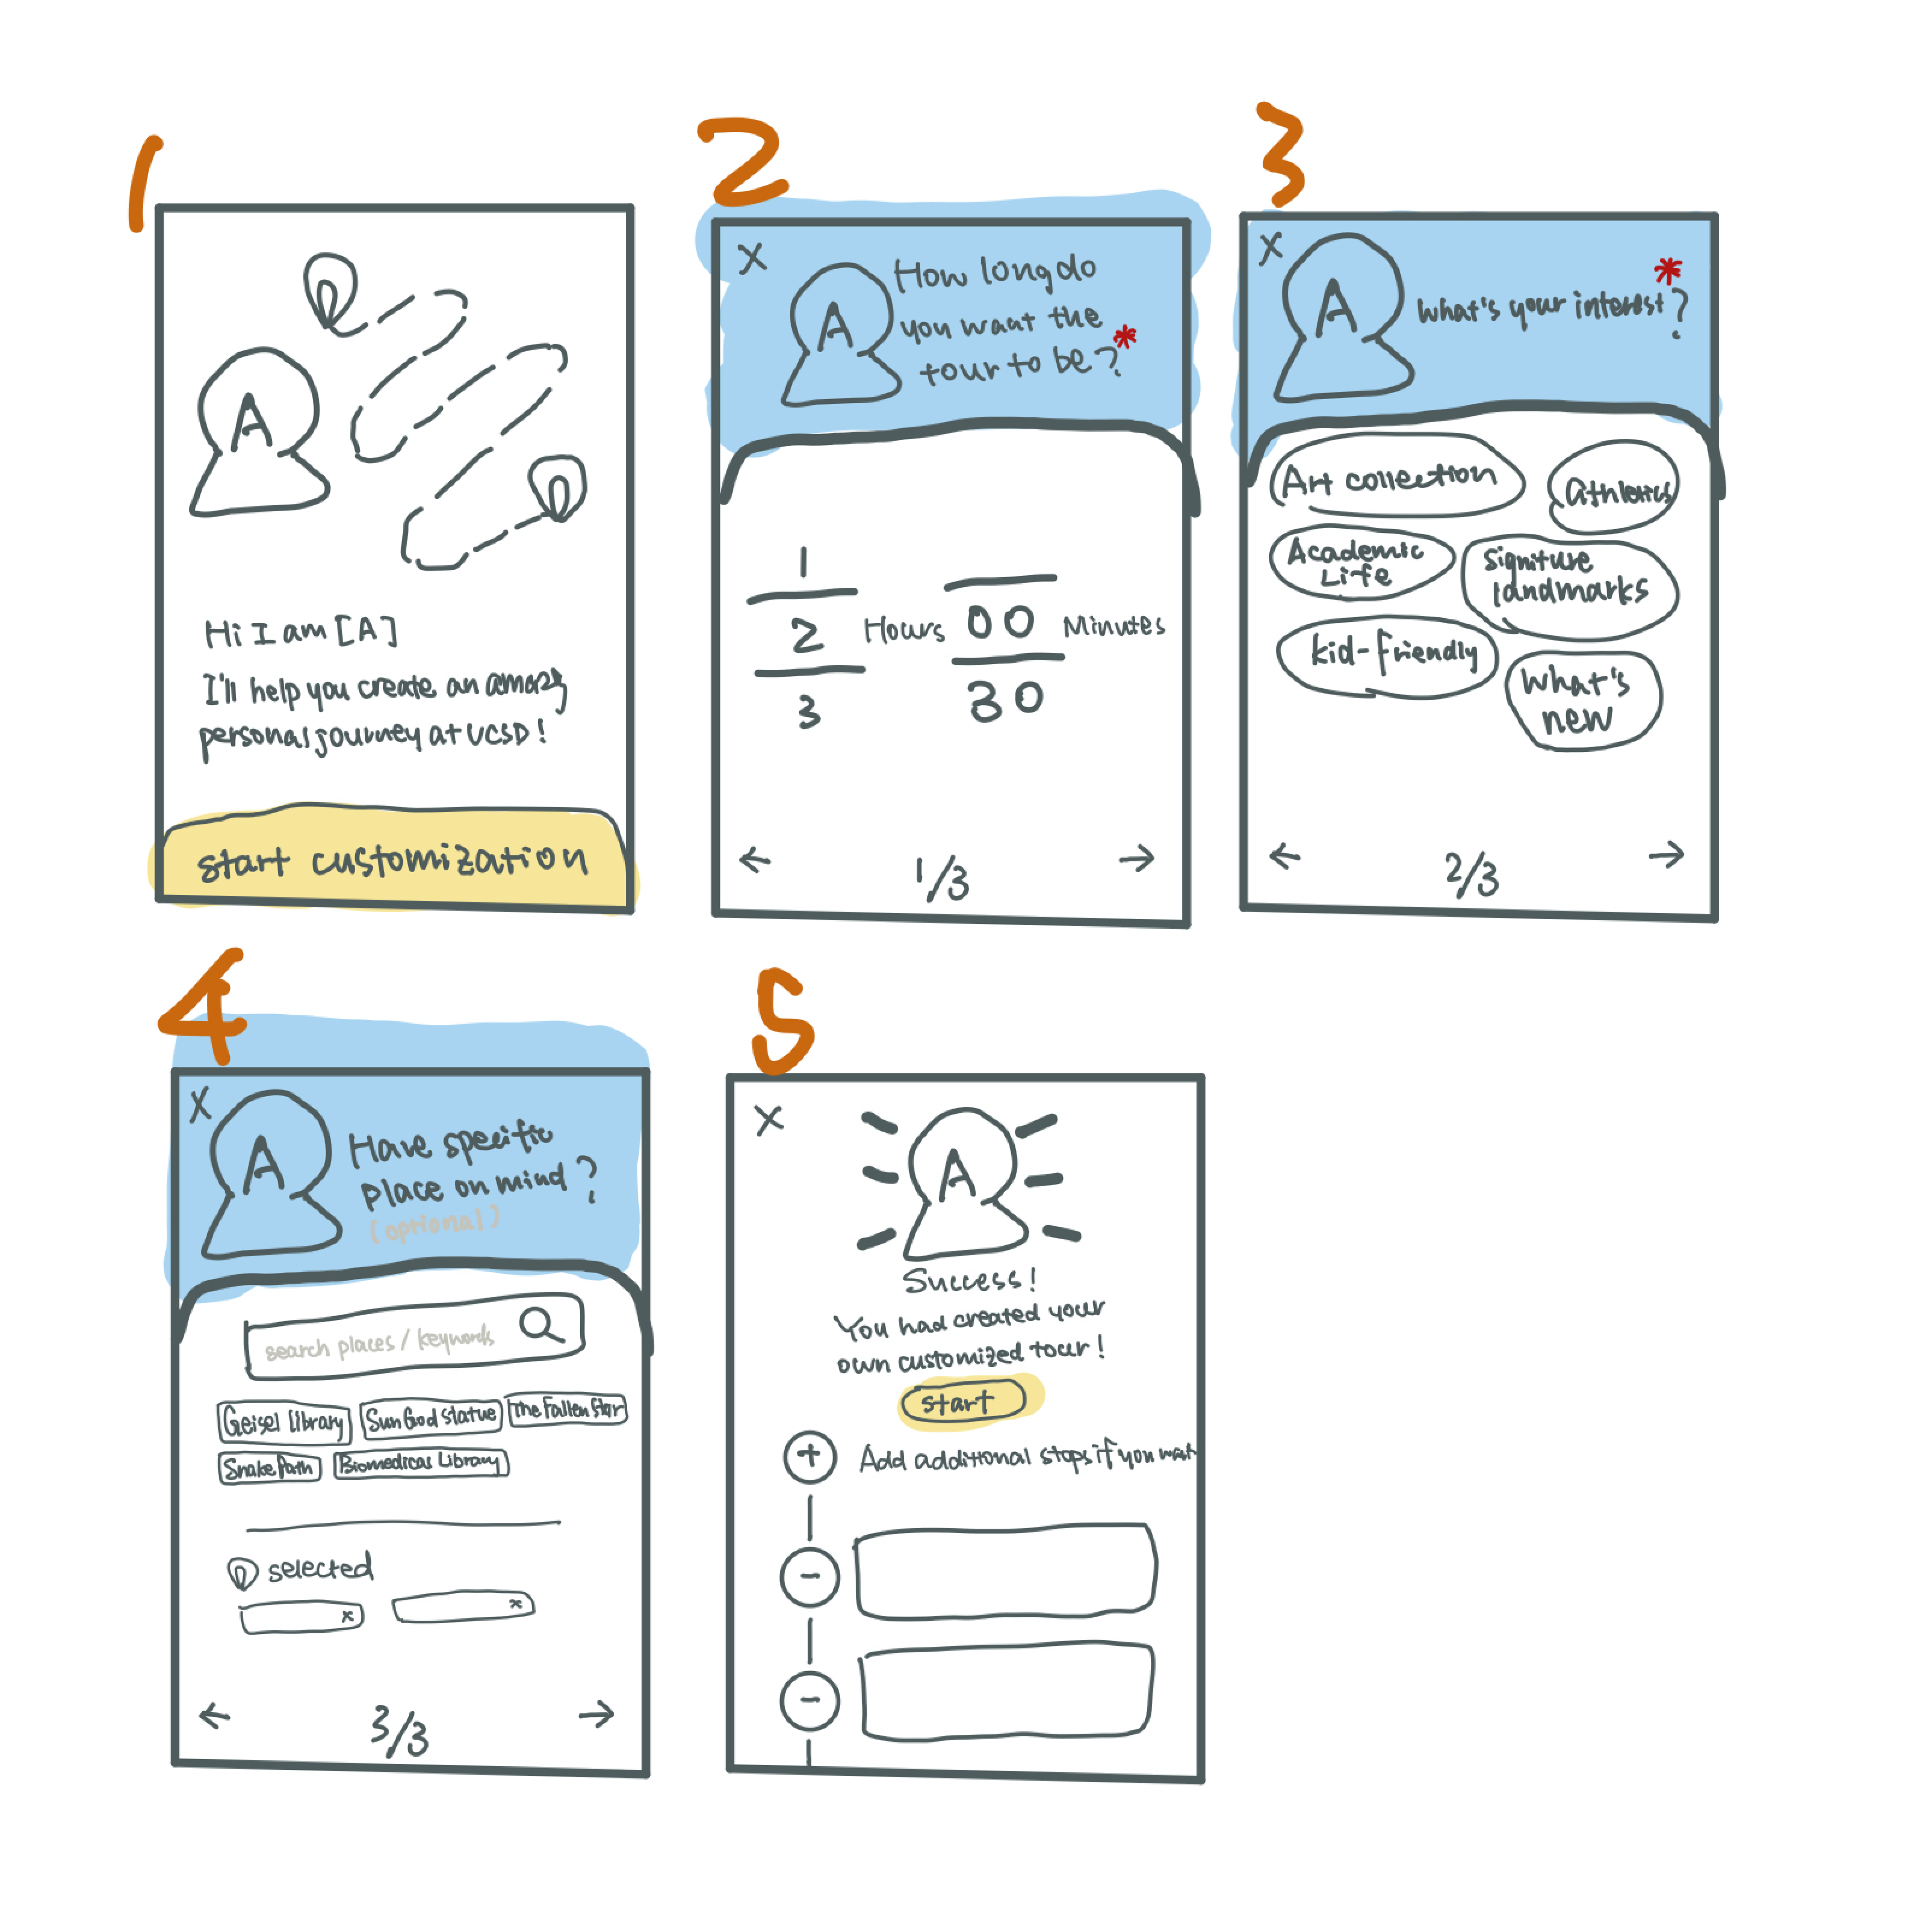 1
A
Hi I am [A]
I'll help you create an amazing
personal journey at UCSD!
start customization
2
X
A
How long do
you want the
tour to be?*
1
2 Hours 00 Minutes
3 30
1/3
3
X
A
What's your interest*?
Art collection
athletics
Academic
Life
Signiture
landmarks
kid-friendly
What's
new
2/3
4
X
A
Have specific
place on mind?
(optional)
search places / keywords
Geisel Library
Sun God statue
The Fallen Star
Snake Path
Biomedical Library
selected
x
x
3/3
5
X
A
Success!
You had created your
own customized tour!
start
+ Add additional stops if you want
-
-